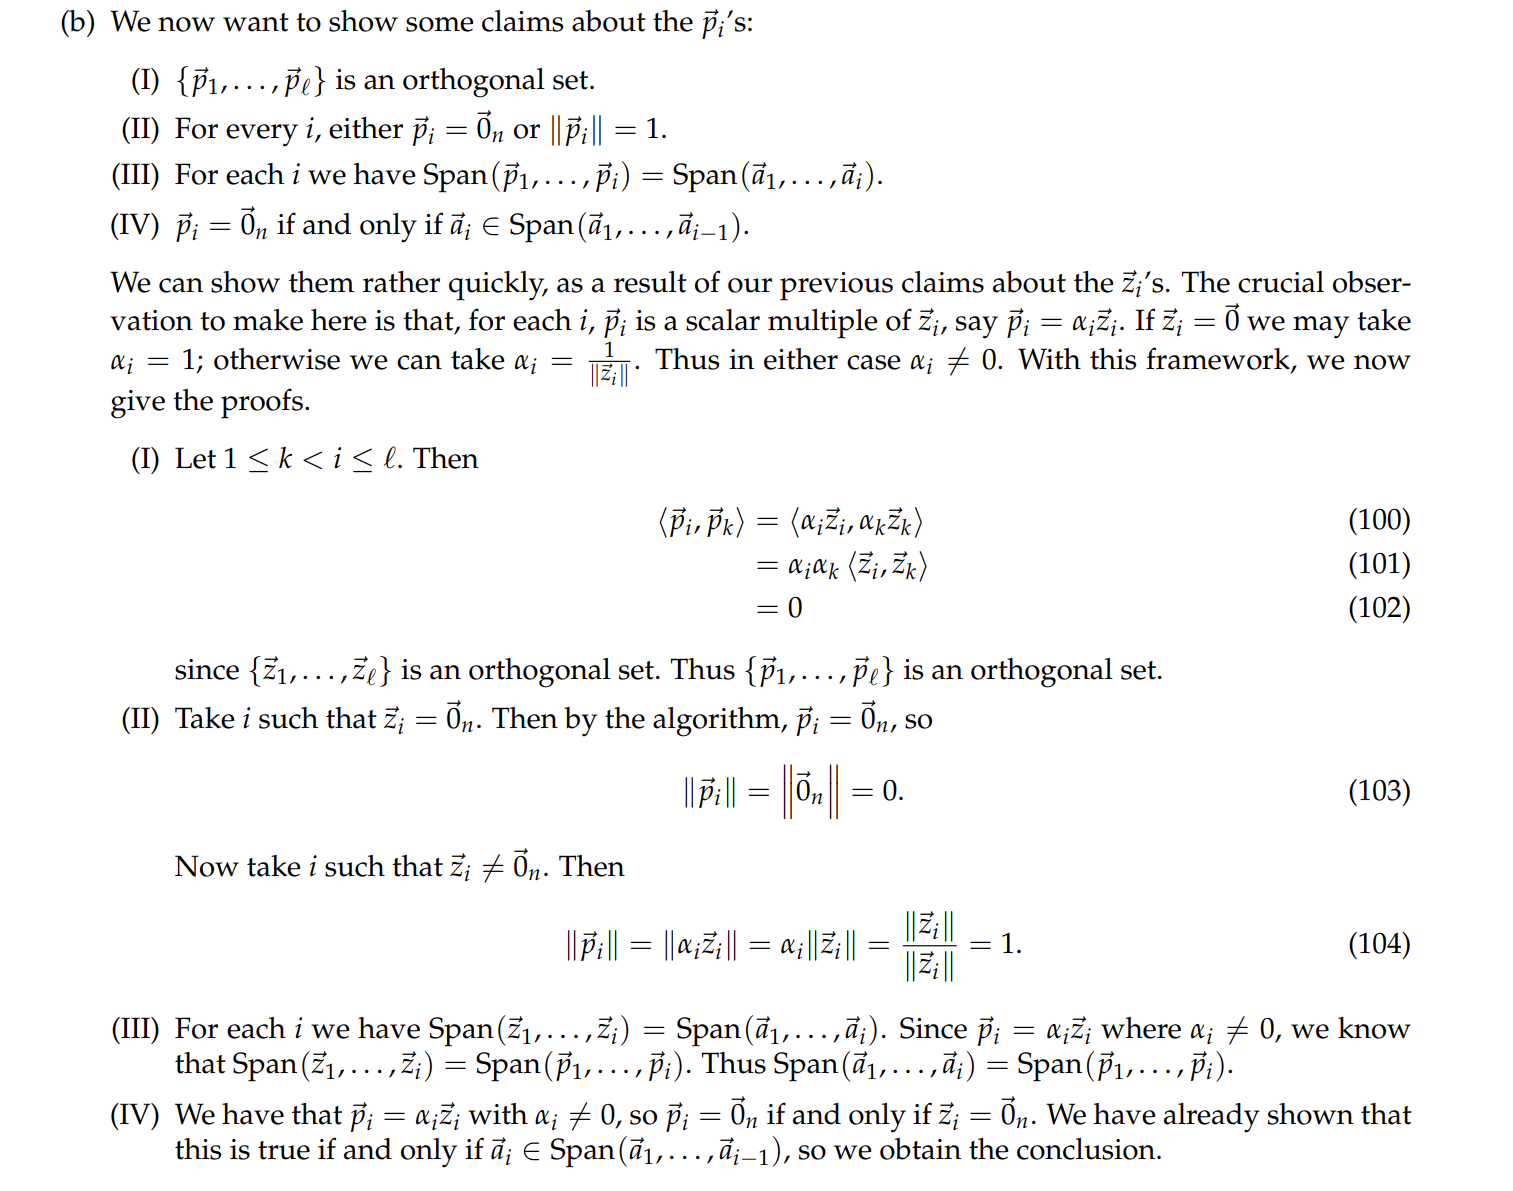 (b) We now want to show some claims about the $\vec{p}_i$'s:
(I) $\{\vec{p}_1, \ldots, \vec{p}_\ell\}$ is an orthogonal set.
(II) For every $i$, either $\vec{p}_i = \vec{0}_n$ or $\|\vec{p}_i\| = 1$.
(III) For each $i$ we have $\text{Span}(\vec{p}_1, \ldots, \vec{p}_i) = \text{Span}(\vec{a}_1, \ldots, \vec{a}_i)$.
(IV) $\vec{p}_i = \vec{0}_n$ if and only if $\vec{a}_i \in \text{Span}(\vec{a}_1, \ldots, \vec{a}_{i-1})$.
We can show them rather quickly, as a result of our previous claims about the $\vec{z}_i$'s. The crucial obser-
vation to make here is that, for each $i$, $\vec{p}_i$ is a scalar multiple of $\vec{z}_i$, say $\vec{p}_i = \alpha_i \vec{z}_i$. If $\vec{z}_i = \vec{0}$ we may take
$\alpha_i = 1$; otherwise we can take $\alpha_i = \frac{1}{\|\vec{z}_i\|}$. Thus in either case $\alpha_i \neq 0$. With this framework, we now
give the proofs.
(I) Let $1 \leq k < i \leq \ell$. Then
$\langle \vec{p}_i, \vec{p}_k \rangle = \langle \alpha_i \vec{z}_i, \alpha_k \vec{z}_k \rangle$ (100)
$= \alpha_i \alpha_k \langle \vec{z}_i, \vec{z}_k \rangle$ (101)
$= 0$ (102)
since $\{\vec{z}_1, \ldots, \vec{z}_\ell\}$ is an orthogonal set. Thus $\{\vec{p}_1, \ldots, \vec{p}_\ell\}$ is an orthogonal set.
(II) Take $i$ such that $\vec{z}_i = \vec{0}_n$. Then by the algorithm, $\vec{p}_i = \vec{0}_n$, so
$\|\vec{p}_i\| = \left\|\vec{0}_n\right\| = 0.$ (103)
Now take $i$ such that $\vec{z}_i \neq \vec{0}_n$. Then
$\|\vec{p}_i\| = \|\alpha_i \vec{z}_i\| = \alpha_i \|\vec{z}_i\| = \frac{\|\vec{z}_i\|}{\|\vec{z}_i\|} = 1.$ (104)
(III) For each $i$ we have $\text{Span}(\vec{z}_1, \ldots, \vec{z}_i) = \text{Span}(\vec{a}_1, \ldots, \vec{a}_i)$. Since $\vec{p}_i = \alpha_i \vec{z}_i$ where $\alpha_i \neq 0$, we know
that $\text{Span}(\vec{z}_1, \ldots, \vec{z}_i) = \text{Span}(\vec{p}_1, \ldots, \vec{p}_i)$. Thus $\text{Span}(\vec{a}_1, \ldots, \vec{a}_i) = \text{Span}(\vec{p}_1, \ldots, \vec{p}_i)$.
(IV) We have that $\vec{p}_i = \alpha_i \vec{z}_i$ with $\alpha_i \neq 0$, so $\vec{p}_i = \vec{0}_n$ if and only if $\vec{z}_i = \vec{0}_n$. We have already shown that
this is true if and only if $\vec{a}_i \in \text{Span}(\vec{a}_1, \ldots, \vec{a}_{i-1})$, so we obtain the conclusion.